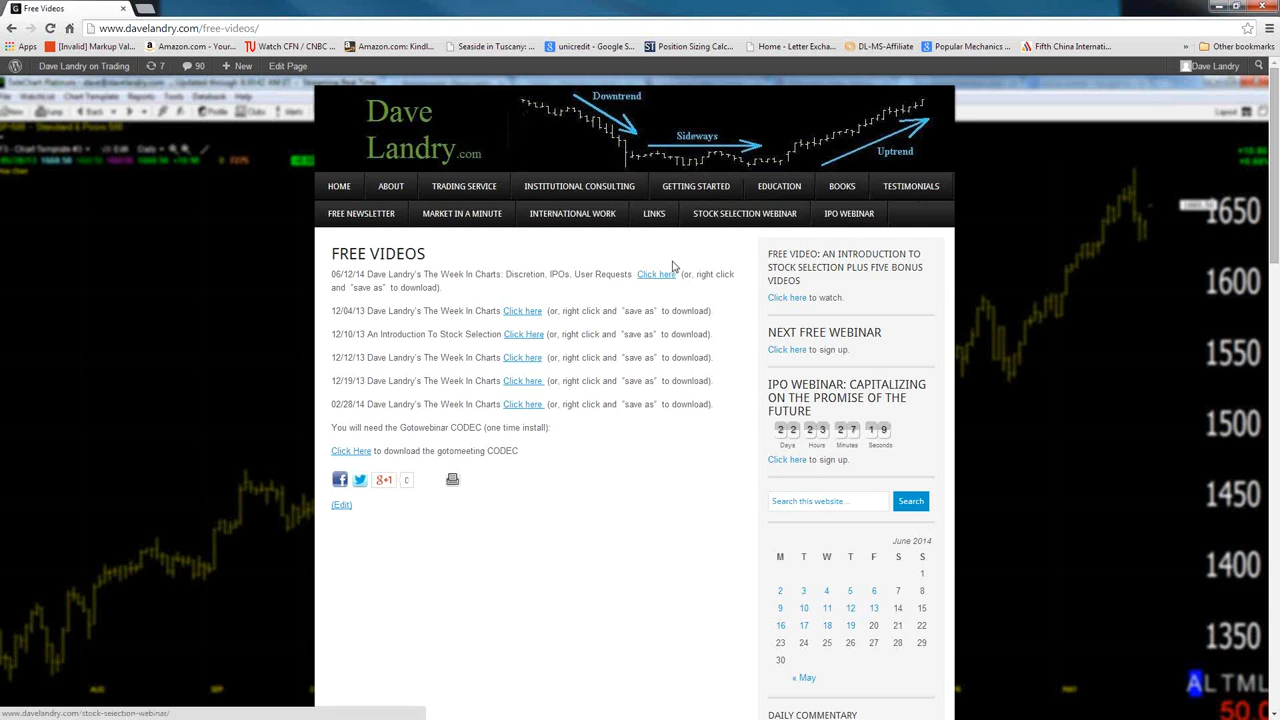 Free Videos
www.davelandry.com/free-videos/
Apps [Invalid] Markup Val... Amazon.com - Your... Watch CFN / CNBC ... Amazon.com: Kindl... Seaside in Tuscany: ... unicredit - Google S... Position Sizing Calc... Home - Letter Excha... DL-MS-Affiliate Popular Mechanics ... Fifth China Internati... » Other bookmarks
Dave Landry on Trading 7 90 + New Edit Page Dave Landry
Dave
Landry.com
Downtrend
Sideways
Uptrend
HOME ABOUT TRADING SERVICE INSTITUTIONAL CONSULTING GETTING STARTED EDUCATION BOOKS TESTIMONIALS
FREE NEWSLETTER MARKET IN A MINUTE INTERNATIONAL WORK LINKS STOCK SELECTION WEBINAR IPO WEBINAR
FREE VIDEOS
06/12/14 Dave Landry's The Week In Charts: Discretion, IPOs, User Requests Click here (or, right click
and "save as" to download).
12/04/13 Dave Landry's The Week In Charts Click here (or, right click and "save as" to download).
12/10/13 An Introduction To Stock Selection Click Here (or, right click and "save as" to download).
12/12/13 Dave Landry's The Week In Charts Click here (or, right click and "save as" to download).
12/19/13 Dave Landry's The Week In Charts Click here (or, right click and "save as" to download).
02/28/14 Dave Landry's The Week In Charts Click here (or, right click and "save as" to download).
You will need the Gotowebinar CODEC (one time install):
Click Here to download the gotomeeting CODEC
g+1 0
(Edit)
FREE VIDEO: AN INTRODUCTION TO
STOCK SELECTION PLUS FIVE BONUS
VIDEOS
Click here to watch.
NEXT FREE WEBINAR
Click here to sign up.
IPO WEBINAR: CAPITALIZING
ON THE PROMISE OF THE
FUTURE
22 23 27 19
Days Hours Minutes Seconds
Click here to sign up.
Search this website... Search
June 2014
M T W T F S S
1
2 3 4 5 6 7 8
9 10 11 12 13 14 15
16 17 18 19 20 21 22
23 24 25 26 27 28 29
30
« May
DAILY COMMENTARY
1650
1600
1550
1500
1450
1400
1350
ALTML
50.0
AUG SEP
MAY
www.davelandry.com/stock-selection-webinar/